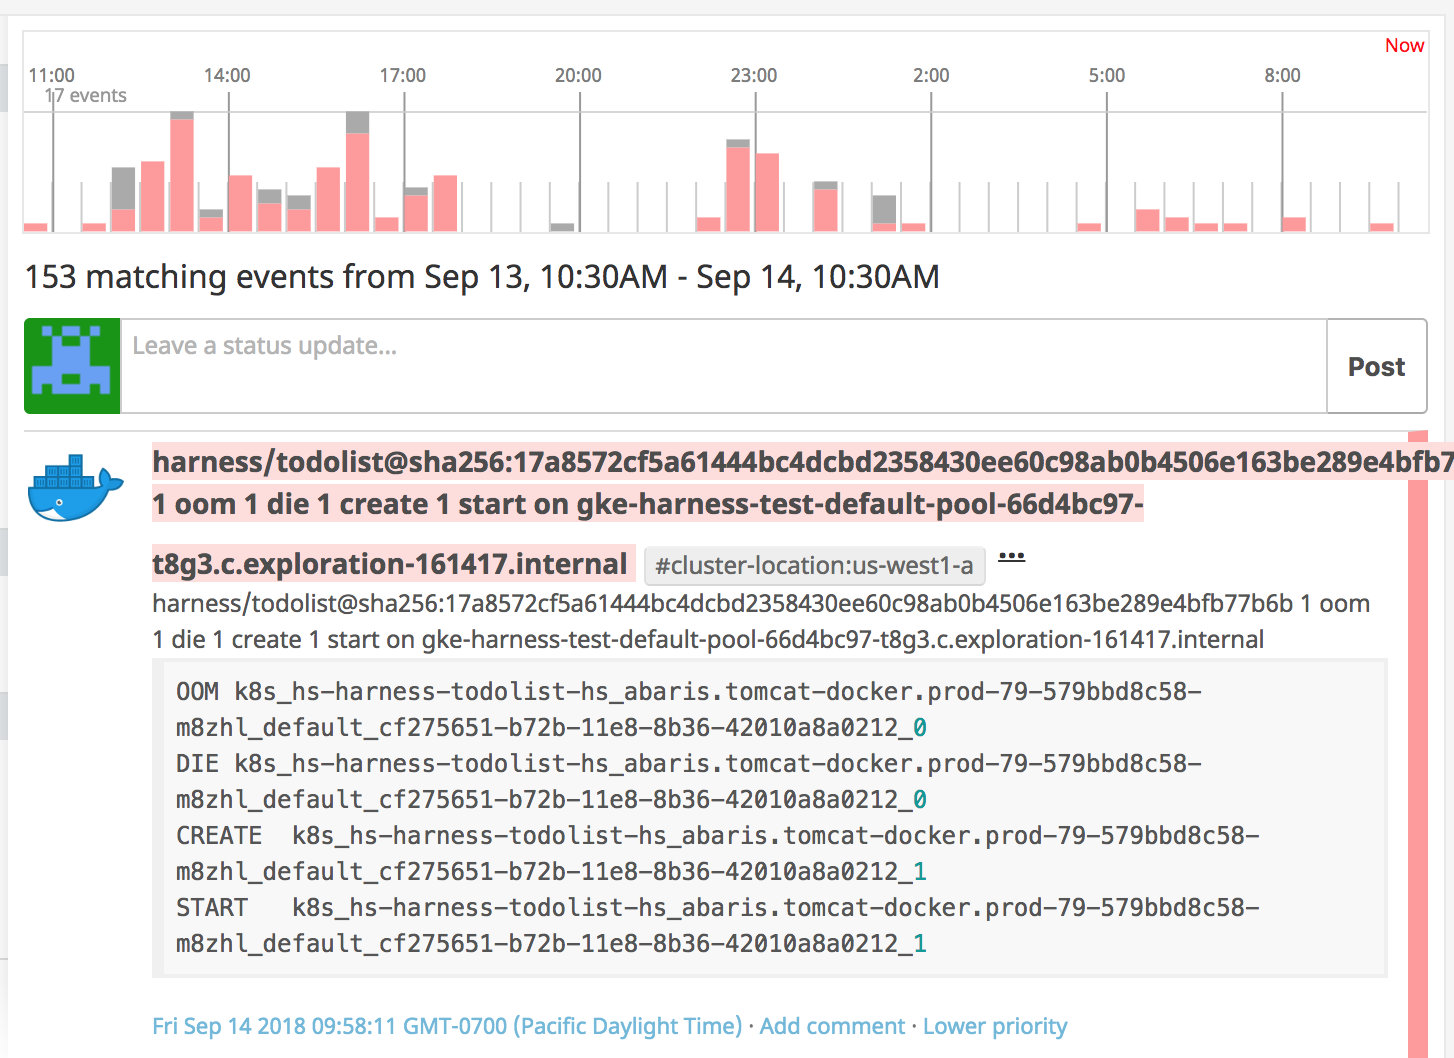 Now
11:00 14:00 17:00 20:00 23:00 2:00 5:00 8:00
17 events
153 matching events from Sep 13, 10:30AM - Sep 14, 10:30AM
Leave a status update...
Post
harness/todolist@sha256:17a8572cf5a61444bc4dcbd2358430ee60c98ab0b4506e163be289e4bfb7
1 oom 1 die 1 create 1 start on gke-harness-test-default-pool-66d4bc97-
t8g3.c.exploration-161417.internal #cluster-location:us-west1-a ...
harness/todolist@sha256:17a8572cf5a61444bc4dcbd2358430ee60c98ab0b4506e163be289e4bfb77b6b 1 oom
1 die 1 create 1 start on gke-harness-test-default-pool-66d4bc97-t8g3.c.exploration-161417.internal
OOM k8s_hs-harness-todolist-hs_abaris.tomcat-docker.prod-79-579bbd8c58-
m8zhl_default_cf275651-b72b-11e8-8b36-42010a8a0212_0
DIE k8s_hs-harness-todolist-hs_abaris.tomcat-docker.prod-79-579bbd8c58-
m8zhl_default_cf275651-b72b-11e8-8b36-42010a8a0212_0
CREATE k8s_hs-harness-todolist-hs_abaris.tomcat-docker.prod-79-579bbd8c58-
m8zhl_default_cf275651-b72b-11e8-8b36-42010a8a0212_1
START k8s_hs-harness-todolist-hs_abaris.tomcat-docker.prod-79-579bbd8c58-
m8zhl_default_cf275651-b72b-11e8-8b36-42010a8a0212_1
Fri Sep 14 2018 09:58:11 GMT-0700 (Pacific Daylight Time) · Add comment · Lower priority